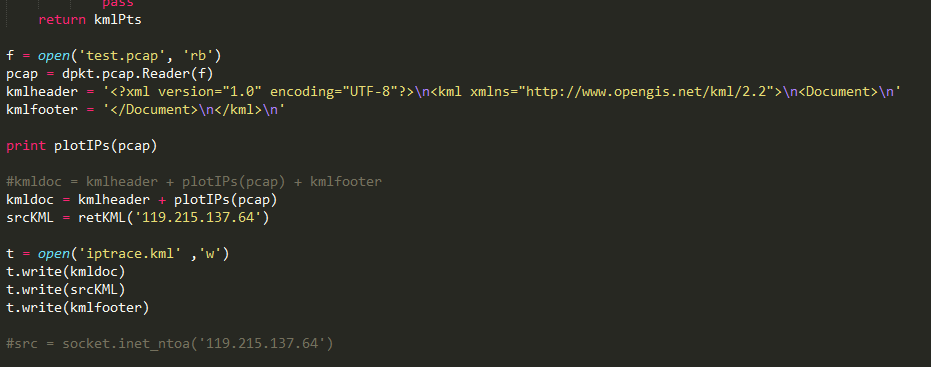 pass
return kmlPts
f = open('test.pcap', 'rb')
pcap = dpkt.pcap.Reader(f)
kmlheader = '<?xml version="1.0" encoding="UTF-8"?>\n<kml xmlns="http://www.opengis.net/kml/2.2">\n<Document>\n'
kmlfooter = '</Document>\n</kml>\n'
print plotIPs(pcap)
#kmldoc = kmlheader + plotIPs(pcap) + kmlfooter
kmldoc = kmlheader + plotIPs(pcap)
srcKML = retKML('119.215.137.64')
t = open('iptrace.kml' ,'w')
t.write(kmldoc)
t.write(srcKML)
t.write(kmlfooter)
#src = socket.inet_ntoa('119.215.137.64')